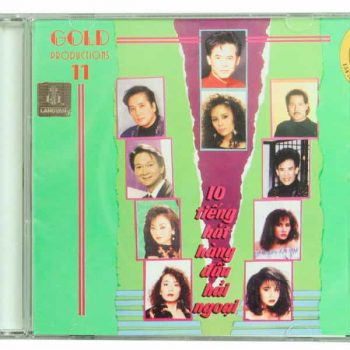 GOLD
PRODUCTIONS
11
LANGVAN
10
tiếng
hát
hàng
đầu
hải
ngoại